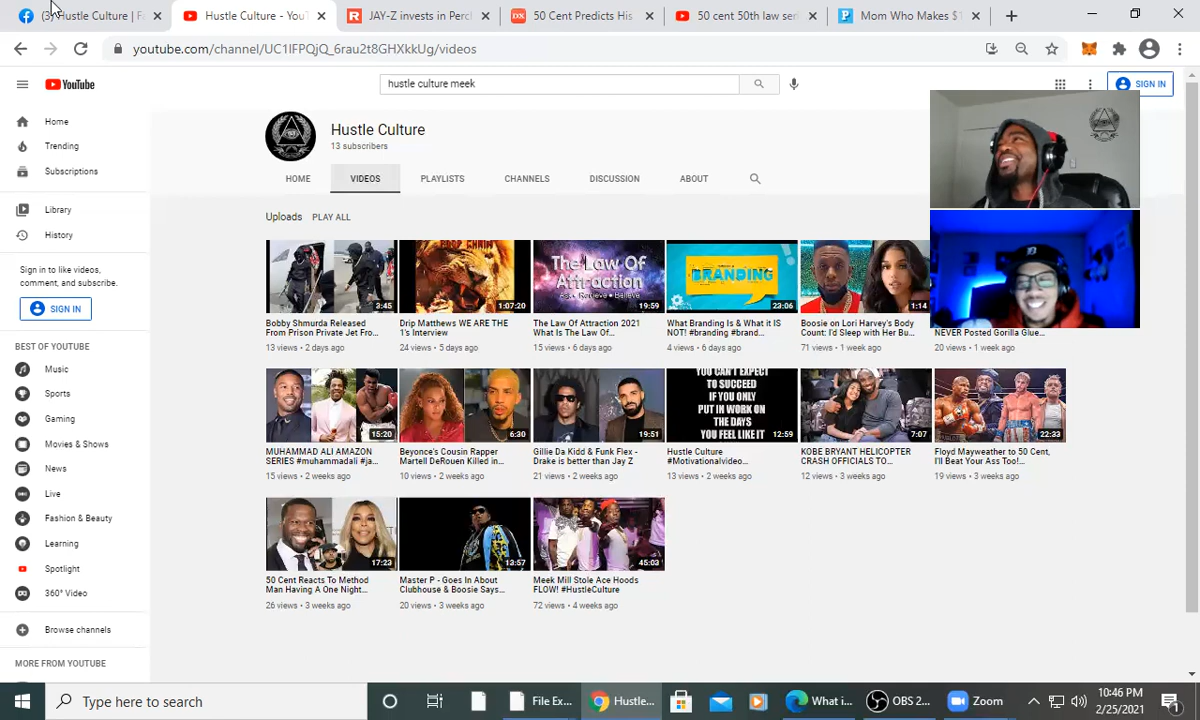 (3) Hustle Culture | Fa
Hustle Culture - YouT
JAY-Z invests in Perch
50 Cent Predicts His
50 cent 50th law seri
Mom Who Makes $1
youtube.com/channel/UC1lFPQjQ_6rau2t8GHXkkUg/videos
YouTube
hustle culture meek
SIGN IN
Home
Trending
Subscriptions
Library
History
Sign in to like videos,
comment, and subscribe.
SIGN IN
BEST OF YOUTUBE
Music
Sports
Gaming
Movies & Shows
News
Live
Fashion & Beauty
Learning
Spotlight
360° Video
Browse channels
MORE FROM YOUTUBE
Hustle Culture
13 subscribers
HOME
VIDEOS
PLAYLISTS
CHANNELS
DISCUSSION
ABOUT
Uploads
PLAY ALL
3:45
Bobby Shmurda Released
From Prison Private Jet Fro...
13 views • 2 days ago
1:07:20
Drip Matthews WE ARE THE
1's Interview
24 views • 5 days ago
The Law Of
Attraction
Ask • Receive • Believe
19:59
The Law Of Attraction 2021
What Is The Law Of...
15 views • 6 days ago
BRANDING
23:06
What Branding Is & What it IS
NOT! #branding #brand...
4 views • 6 days ago
1:14
Boosie on Lori Harvey's Body
Count: I'd Sleep with Her Bu...
71 views • 1 week ago
NEVER Posted Gorilla Glue...
20 views • 1 week ago
15:20
MUHAMMAD ALI AMAZON
SERIES #muhammadali #ja...
15 views • 2 weeks ago
6:30
Beyonce's Cousin Rapper
Martell DeRouen Killed in...
10 views • 2 weeks ago
19:51
Gillie Da Kidd & Funk Flex -
Drake is better than Jay Z
21 views • 2 weeks ago
YOU CAN'T EXPECT
TO SUCCEED
IF YOU ONLY
PUT IN WORK ON
THE DAYS
YOU FEEL LIKE IT
12:59
Hustle Culture
#Motivationalvideo...
13 views • 2 weeks ago
7:07
KOBE BRYANT HELICOPTER
CRASH OFFICIALS TO...
12 views • 3 weeks ago
22:33
Floyd Mayweather to 50 Cent,
I'll Beat Your Ass Too!...
19 views • 3 weeks ago
17:23
50 Cent Reacts To Method
Man Having A One Night...
26 views • 3 weeks ago
13:57
Master P - Goes In About
Clubhouse & Boosie Says...
20 views • 3 weeks ago
45:03
Meek Mill Stole Ace Hoods
FLOW! #HustleCulture
72 views • 4 weeks ago
Type here to search
File Ex...
Hustle...
What i...
OBS 2...
Zoom
10:46 PM
2/25/2021
1